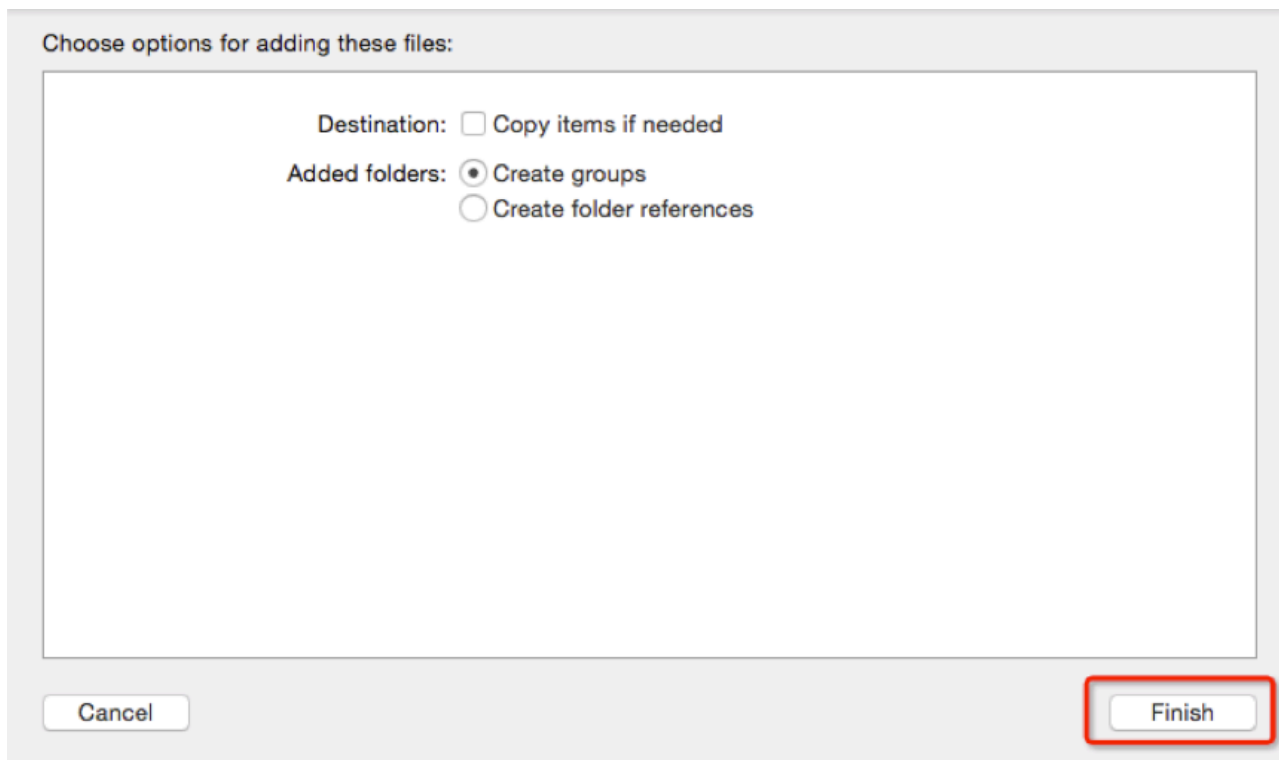 Choose options for adding these files:
Destination: Copy items if needed
Added folders: Create groups
Create folder references
Cancel Finish